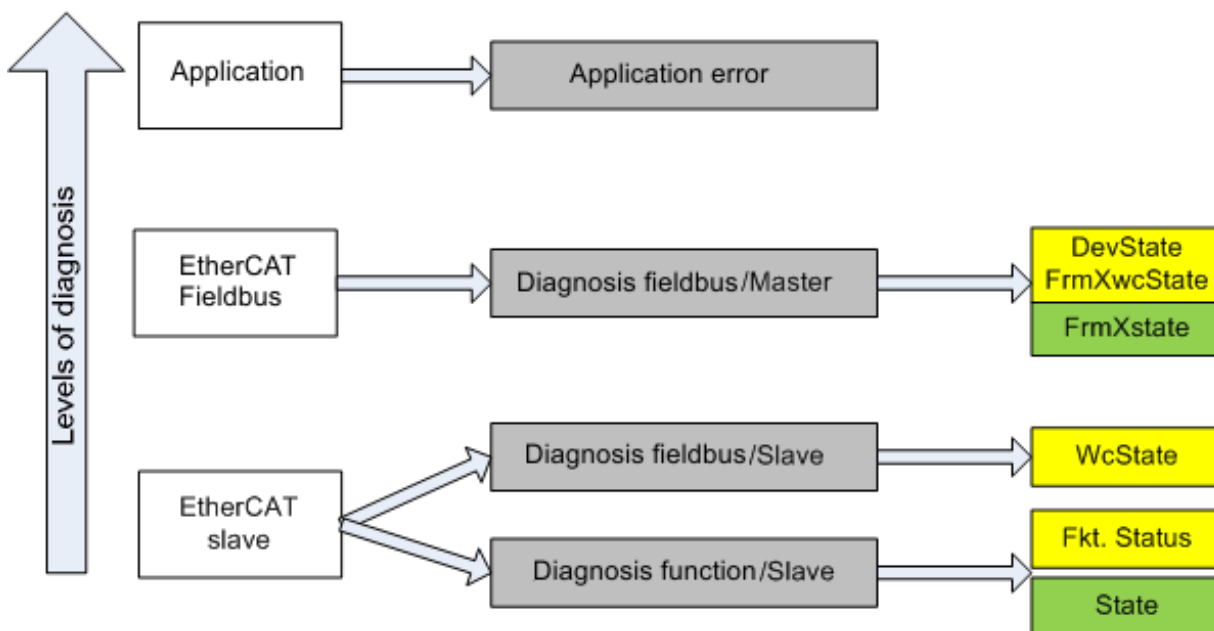 Levels of diagnosis
Application
Application error
EtherCAT
Fieldbus
Diagnosis fieldbus/Master
DevState
FrmXwcState
FrmXstate
EtherCAT
slave
Diagnosis fieldbus/Slave
WcState
Diagnosis function/Slave
Fkt. Status
State